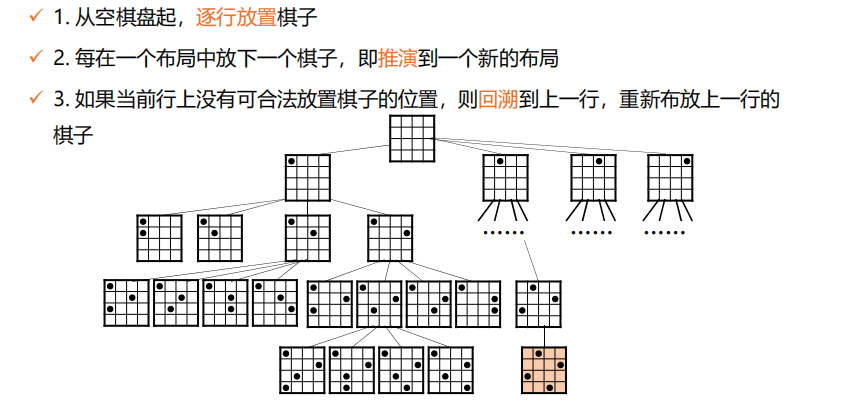 ✓ 1. 从空棋盘起，逐行放置棋子
✓ 2. 每在一个布局中放下一个棋子，即推演到一个新的布局
✓ 3. 如果当前行上没有可合法放置棋子的位置，则回溯到上一行，重新布放上一行的
棋子
…… …… ……